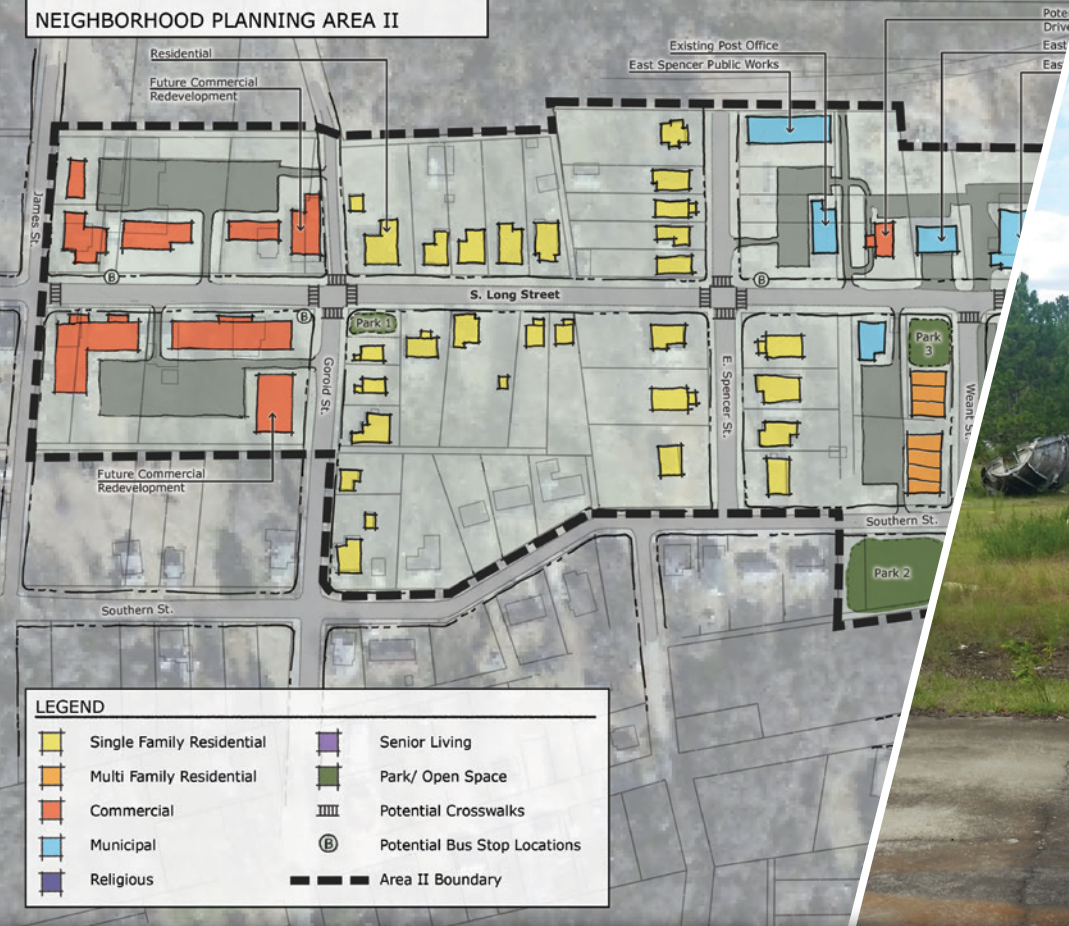 NEIGHBORHOOD PLANNING AREA II
Residential
Future Commercial
Redevelopment
Existing Post Office
East Spencer Public Works
East
James St.
B
B
S. Long Street
B
Park 1
Park
3
Goroid St.
E. Spencer St.
Weant St.
Future Commercial
Redevelopment
Southern St.
Park 2
Southern St.
LEGEND
Single Family Residential
Senior Living
Multi Family Residential
Park/ Open Space
Commercial
Potential Crosswalks
Municipal
B
Potential Bus Stop Locations
Religious
Area II Boundary